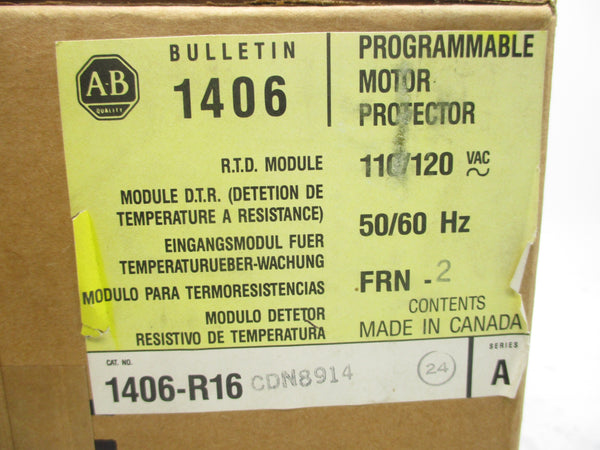 A-B
QUALITY
BULLETIN
1406
PROGRAMMABLE
MOTOR
PROTECTOR
R.T.D. MODULE
MODULE D.T.R. (DETETION DE
TEMPERATURE A RESISTANCE)
EINGANGSMODUL FUER
TEMPERATURUEBER-WACHUNG
MODULO PARA TERMORESISTENCIAS
MODULO DETETOR
RESISTIVO DE TEMPERATURA
110/120 VAC
50/60 Hz
FRN - 2
CONTENTS
MADE IN CANADA
CAT. NO.
1406-R16 CDN8914
24
SERIES
A